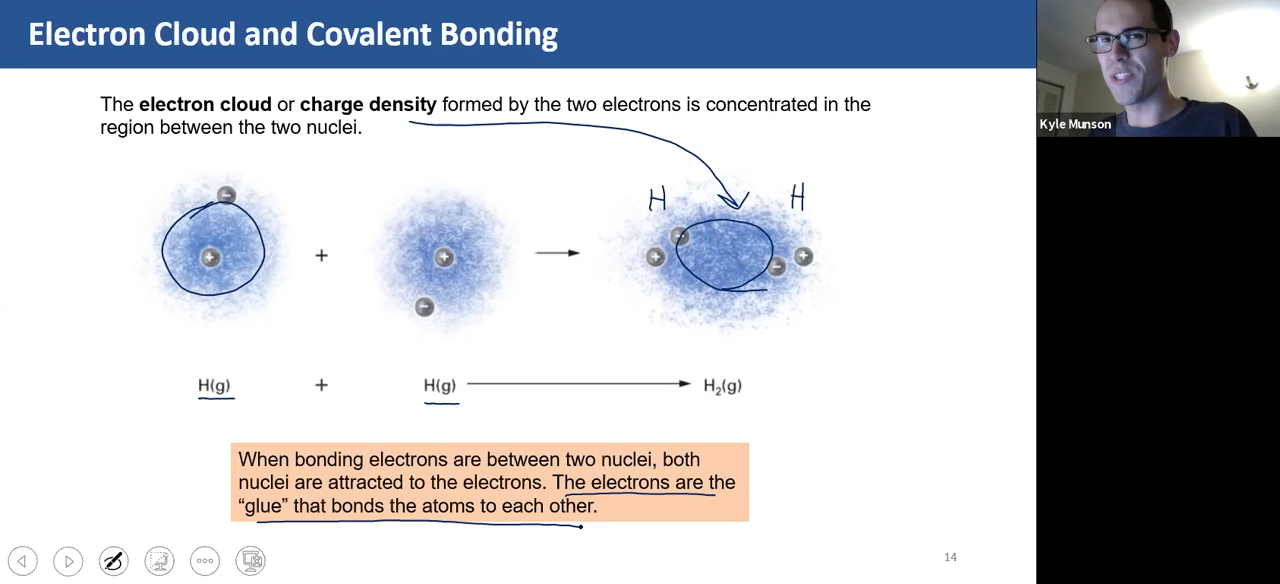 Electron Cloud and Covalent Bonding
Kyle Munson
The electron cloud or charge density formed by the two electrons is concentrated in the
region between the two nuclei.
H H
- + + + - + - - +
H(g) + H(g) H₂(g)
When bonding electrons are between two nuclei, both
nuclei are attracted to the electrons. The electrons are the
“glue” that bonds the atoms to each other.
14